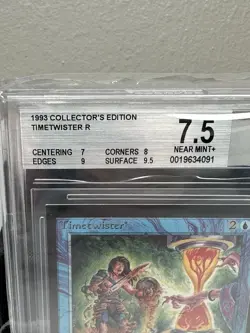 1993 COLLECTOR'S EDITION
TIMETWISTER R
7.5
NEAR MINT+
0019634091
CENTERING 7 CORNERS 8
EDGES 9 SURFACE 9.5
Timetwister 2